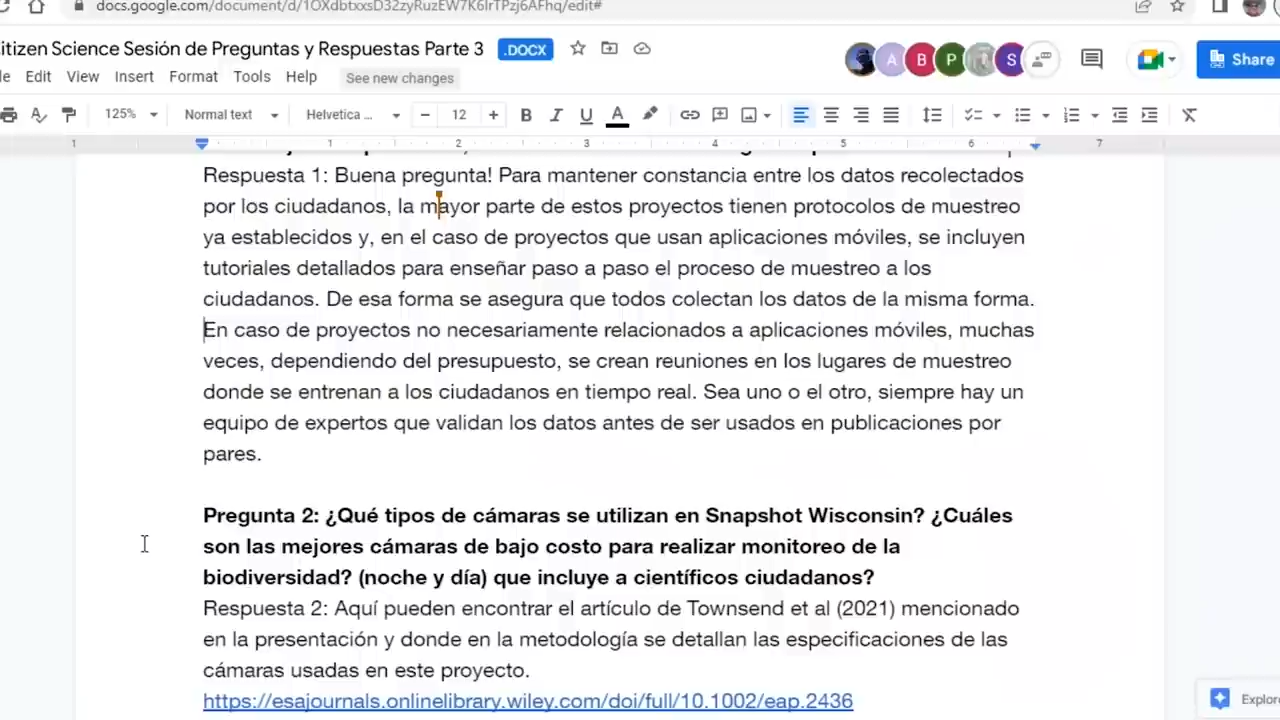 docs.google.com/document/d/1OXdbtxxsD32zyRuzEW7K6IrTPzj6AFhq/edit#
itizen Science Sesión de Preguntas y Respuestas Parte 3 .DOCX
le Edit View Insert Format Tools Help See new changes
A B P S Share
125% Normal text Helvetica ... 12 B I U A
1 1 2 3 4 5 6 7
Respuesta 1: Buena pregunta! Para mantener constancia entre los datos recolectados
por los ciudadanos, la mayor parte de estos proyectos tienen protocolos de muestreo
ya establecidos y, en el caso de proyectos que usan aplicaciones móviles, se incluyen
tutoriales detallados para enseñar paso a paso el proceso de muestreo a los
ciudadanos. De esa forma se asegura que todos colectan los datos de la misma forma.
En caso de proyectos no necesariamente relacionados a aplicaciones móviles, muchas
veces, dependiendo del presupuesto, se crean reuniones en los lugares de muestreo
donde se entrenan a los ciudadanos en tiempo real. Sea uno o el otro, siempre hay un
equipo de expertos que validan los datos antes de ser usados en publicaciones por
pares.
Pregunta 2: ¿Qué tipos de cámaras se utilizan en Snapshot Wisconsin? ¿Cuáles
son las mejores cámaras de bajo costo para realizar monitoreo de la
biodiversidad? (noche y día) que incluye a científicos ciudadanos?
Respuesta 2: Aquí pueden encontrar el artículo de Townsend et al (2021) mencionado
en la presentación y donde en la metodología se detallan las especificaciones de las
cámaras usadas en este proyecto.
https://esajournals.onlinelibrary.wiley.com/doi/full/10.1002/eap.2436
Explor